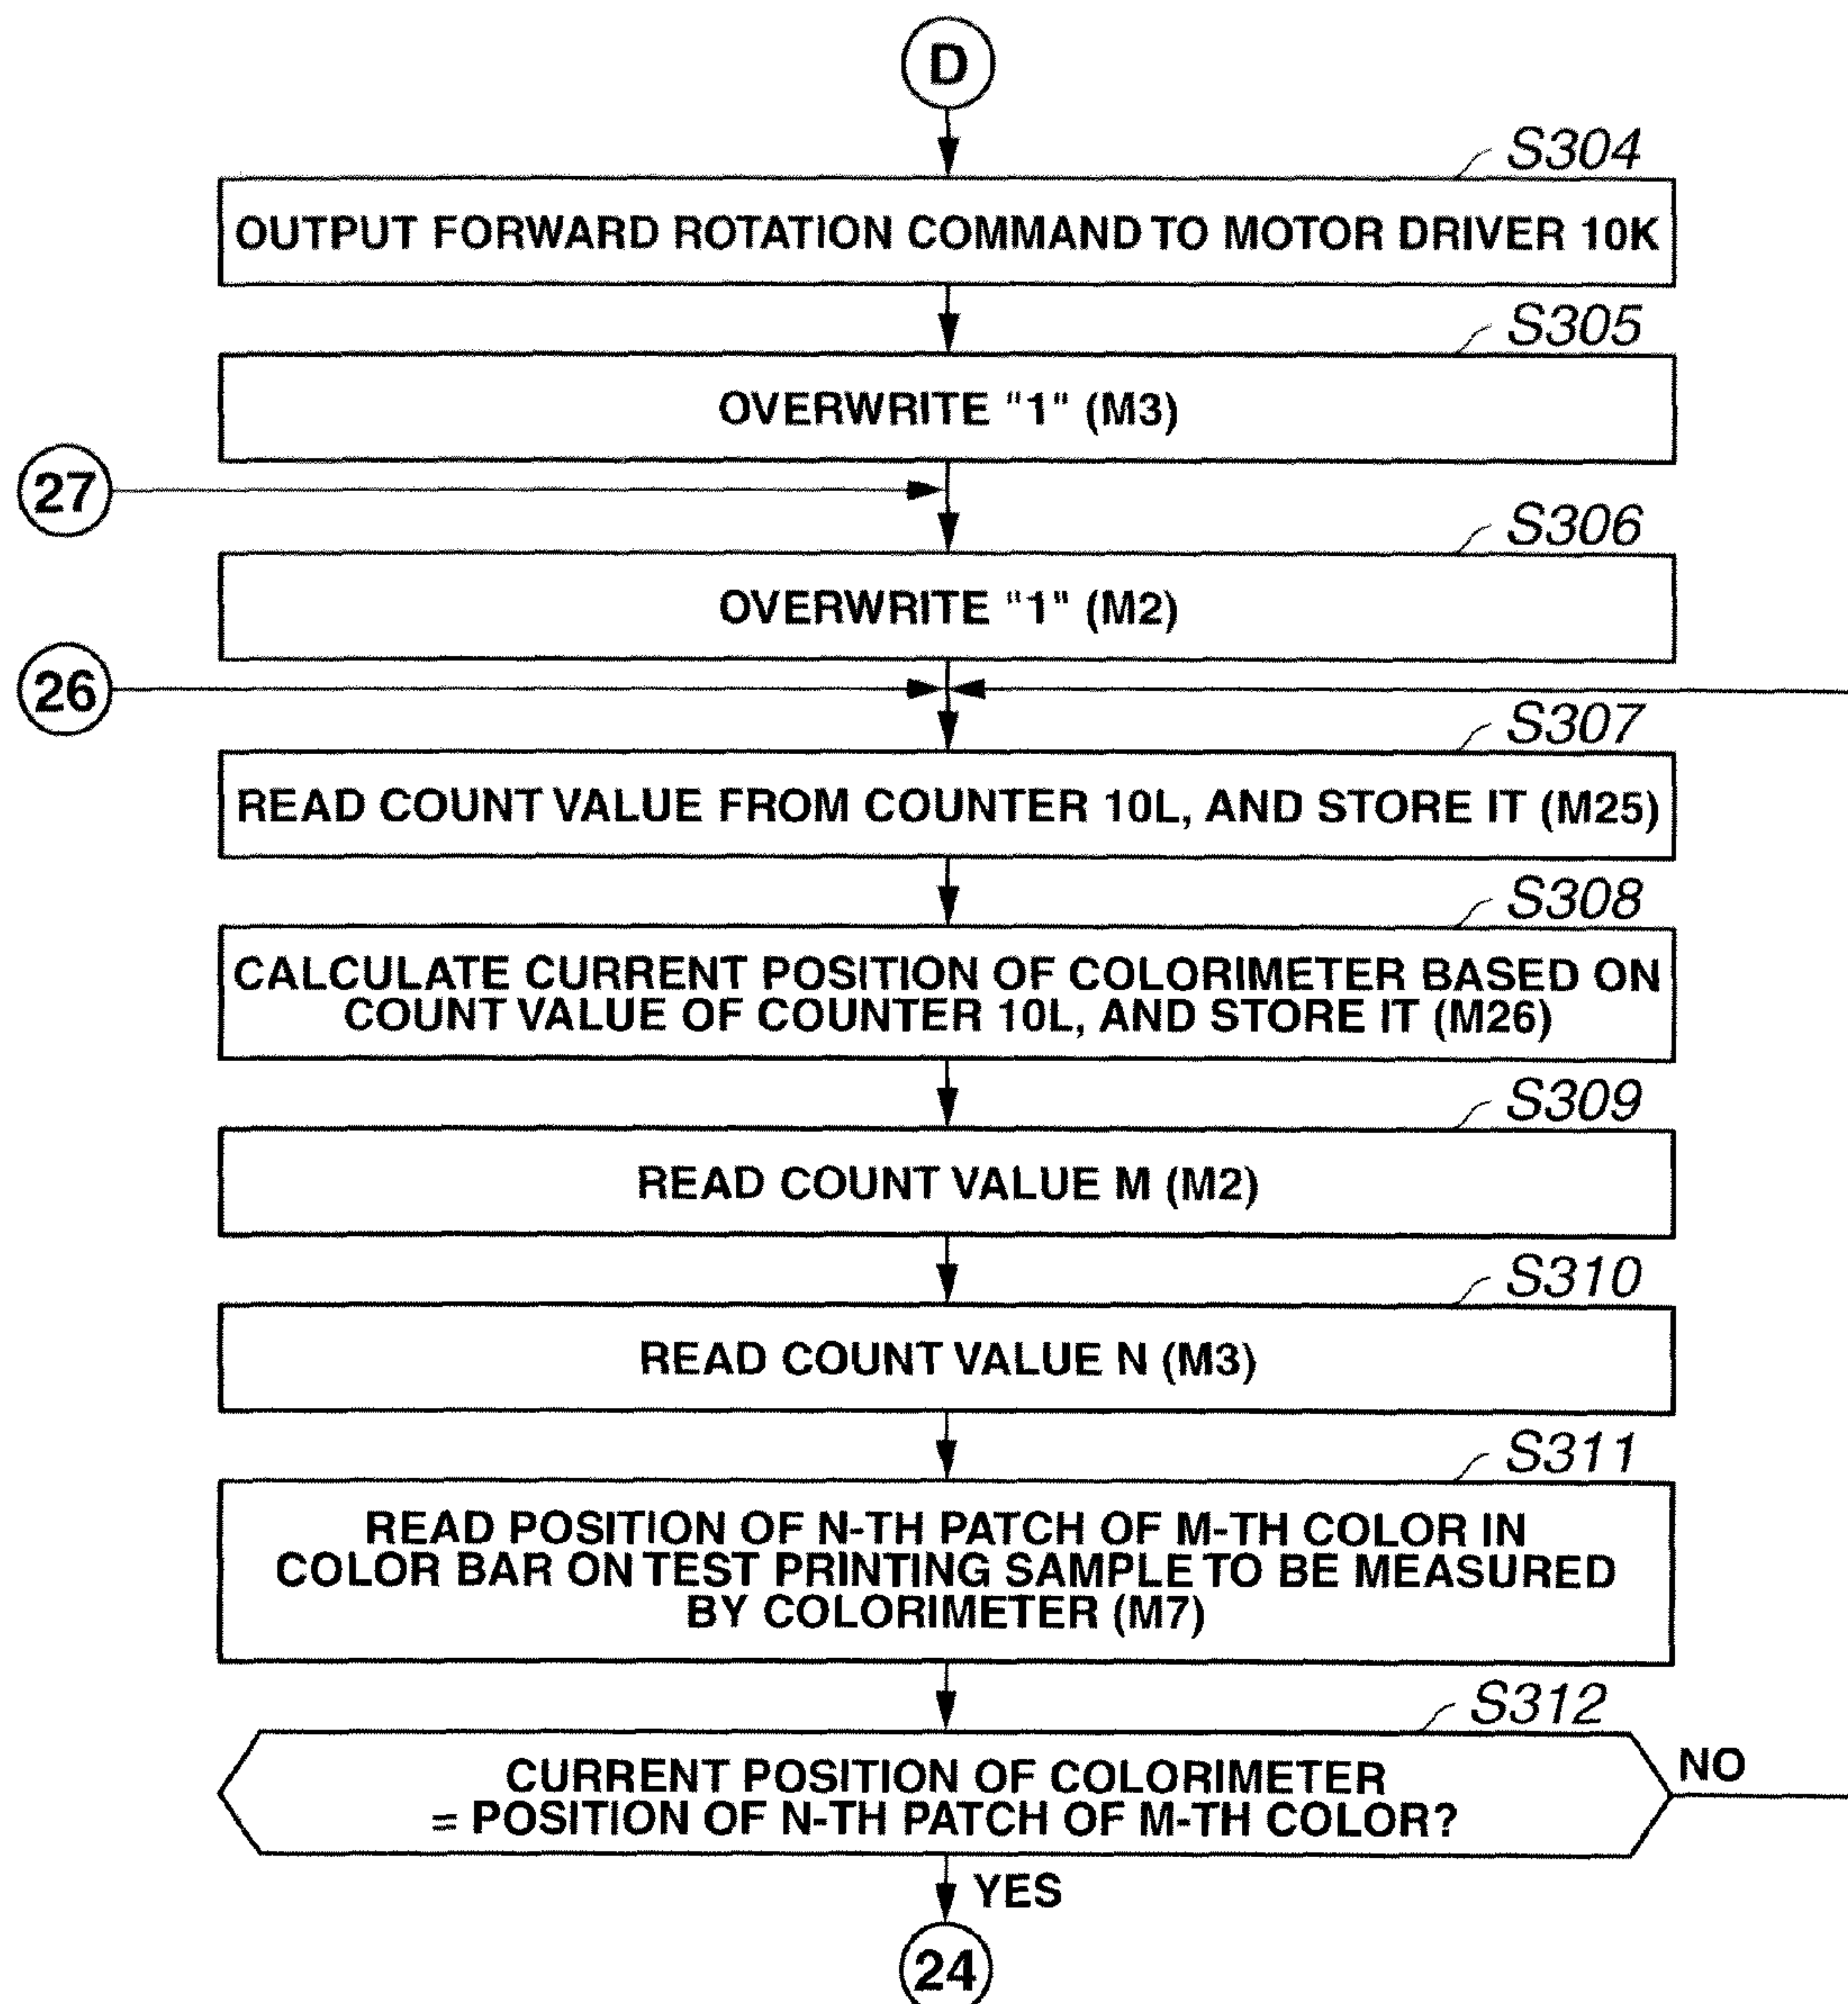 D
S304
OUTPUT FORWARD ROTATION COMMAND TO MOTOR DRIVER 10K
S305
OVERWRITE "1" (M3)
27
S306
OVERWRITE "1" (M2)
26
S307
READ COUNT VALUE FROM COUNTER 10L, AND STORE IT (M25)
S308
CALCULATE CURRENT POSITION OF COLORIMETER BASED ON
COUNT VALUE OF COUNTER 10L, AND STORE IT (M26)
S309
READ COUNT VALUE M (M2)
S310
READ COUNT VALUE N (M3)
S311
READ POSITION OF N-TH PATCH OF M-TH COLOR IN
COLOR BAR ON TEST PRINTING SAMPLE TO BE MEASURED
BY COLORIMETER (M7)
S312
CURRENT POSITION OF COLORIMETER
= POSITION OF N-TH PATCH OF M-TH COLOR?
NO
YES
24